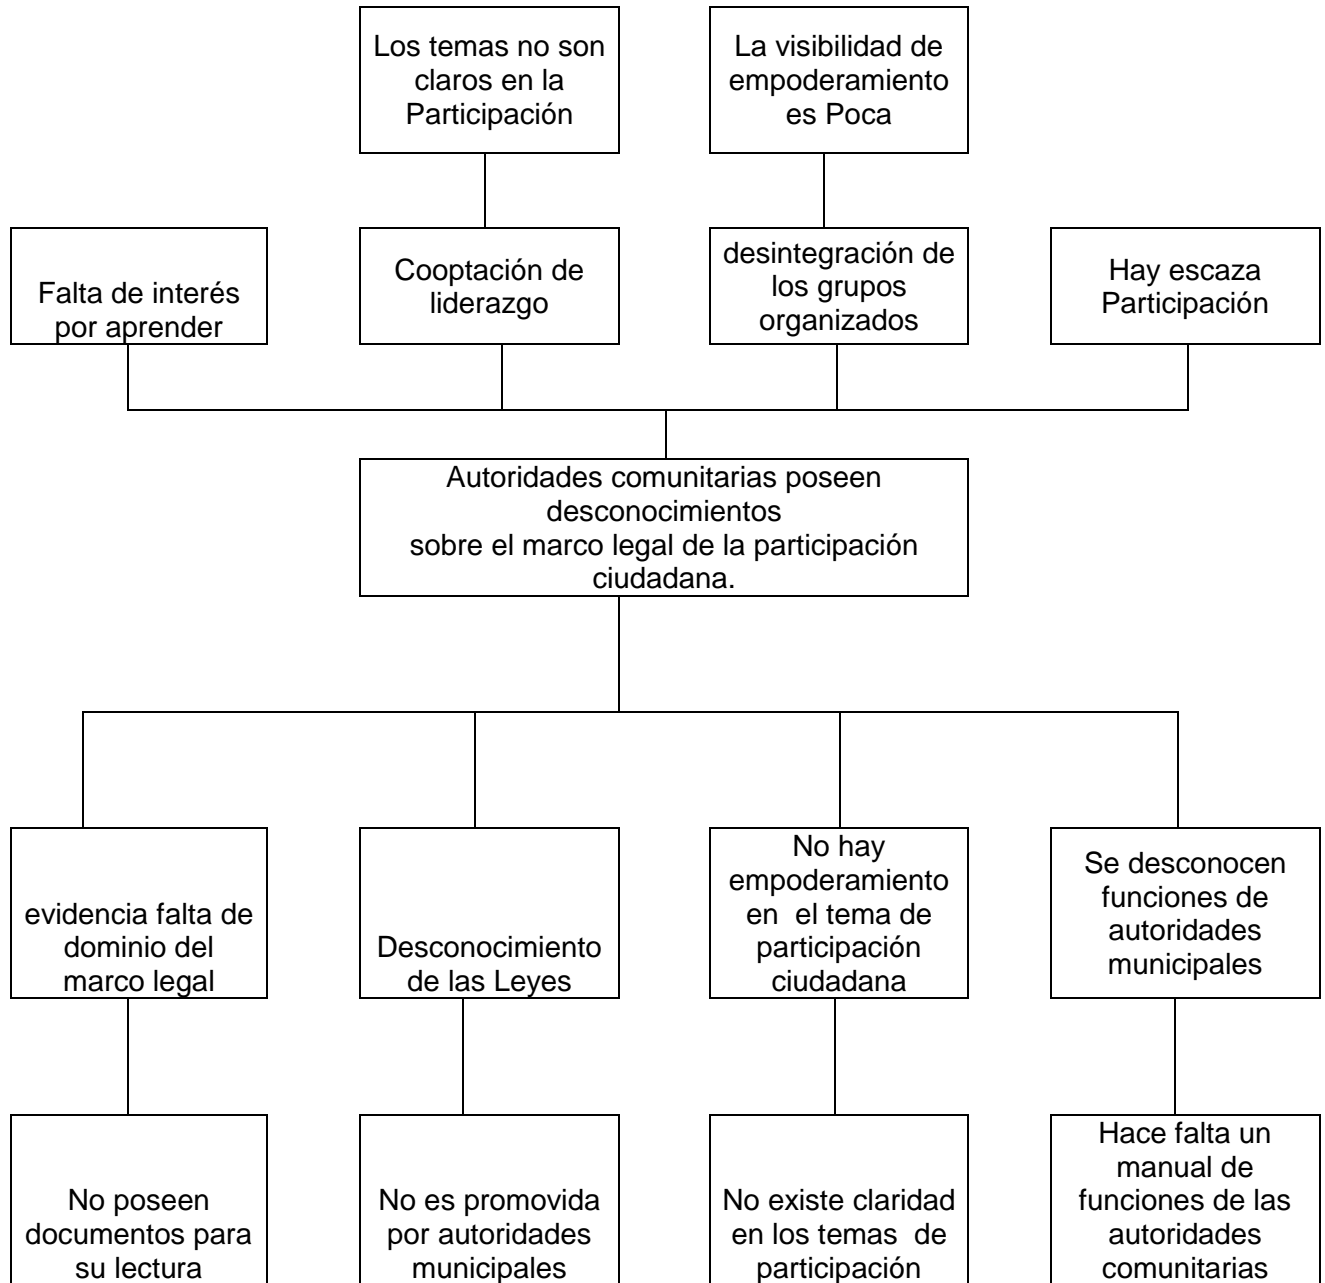 Los temas no son
claros en la
Participación
La visibilidad de
empoderamiento
es Poca
Falta de interés
por aprender
Cooptación de
liderazgo
desintegración de
los grupos
organizados
Hay escaza
Participación
Autoridades comunitarias poseen
desconocimientos
sobre el marco legal de la participación
ciudadana.
evidencia falta de
dominio del
marco legal
Desconocimiento
de las Leyes
No hay
empoderamiento
en el tema de
participación
ciudadana
Se desconocen
funciones de
autoridades
municipales
No poseen
documentos para
su lectura
No es promovida
por autoridades
municipales
No existe claridad
en los temas de
participación
Hace falta un
manual de
funciones de las
autoridades
comunitarias